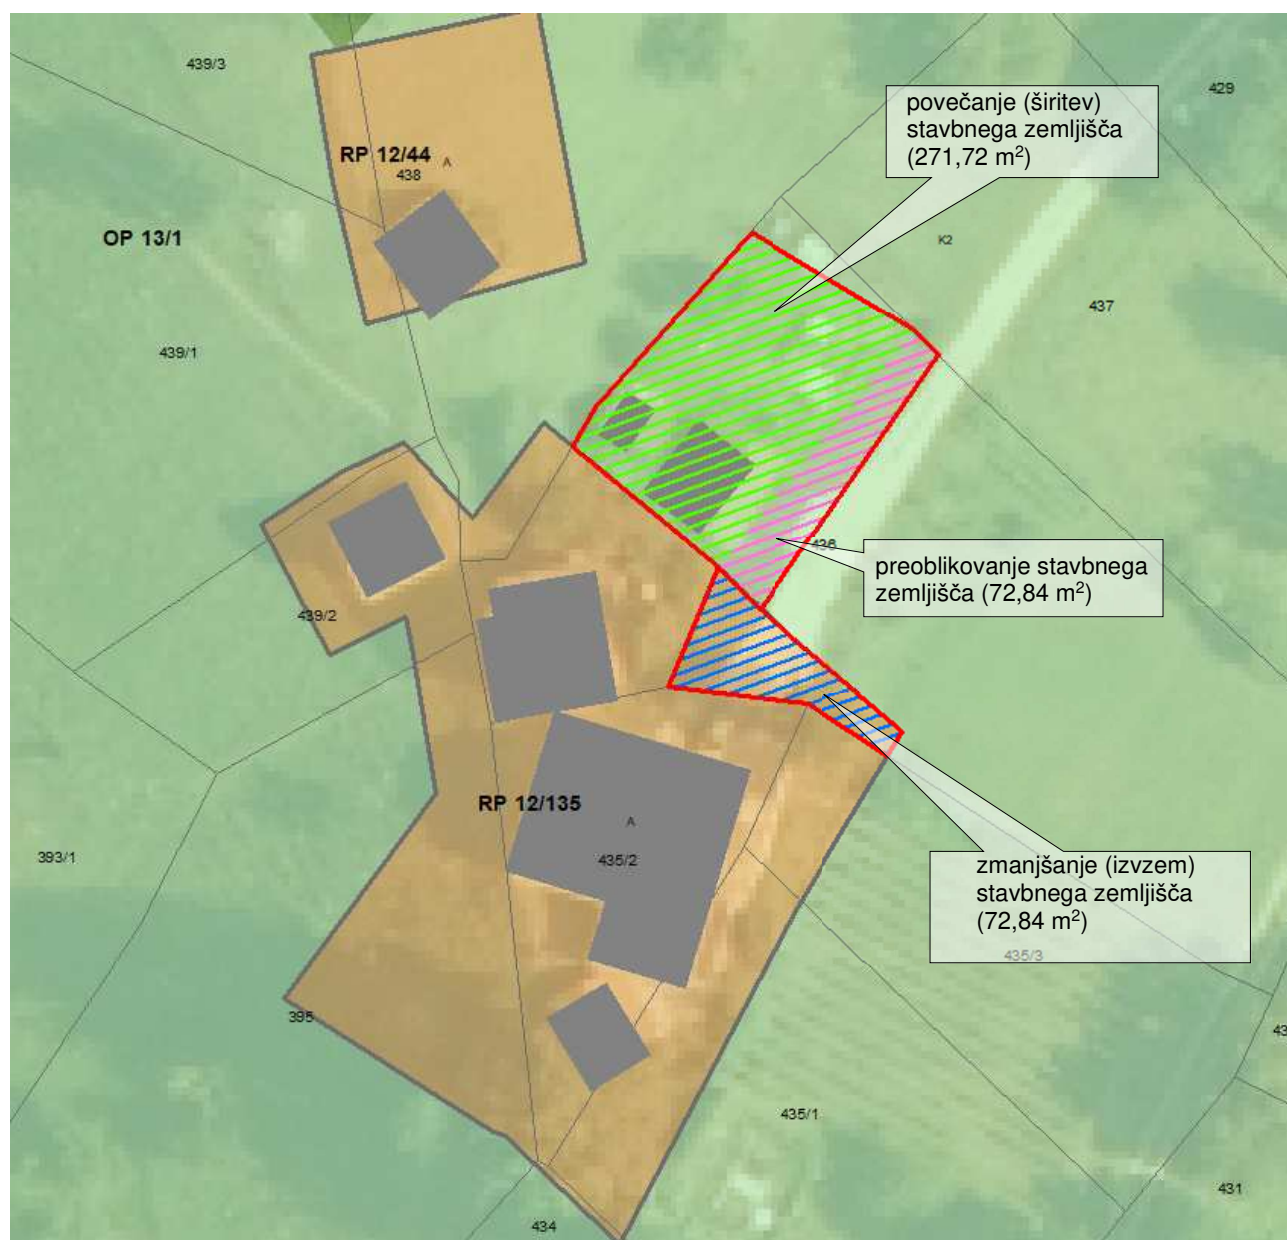 439/3
429
povečanje (širitev)
stavbnega zemljišča
(271,72 m²)
RP 12/44
A
438
OP 13/1
K2
437
439/1
436
preoblikovanje stavbnega
zemljišča (72,84 m²)
439/2
RP 12/135
A
435/2
393/1
zmanjšanje (izvzem)
stavbnega zemljišča
(72,84 m²)
435/3
395
43
435/1
431
434